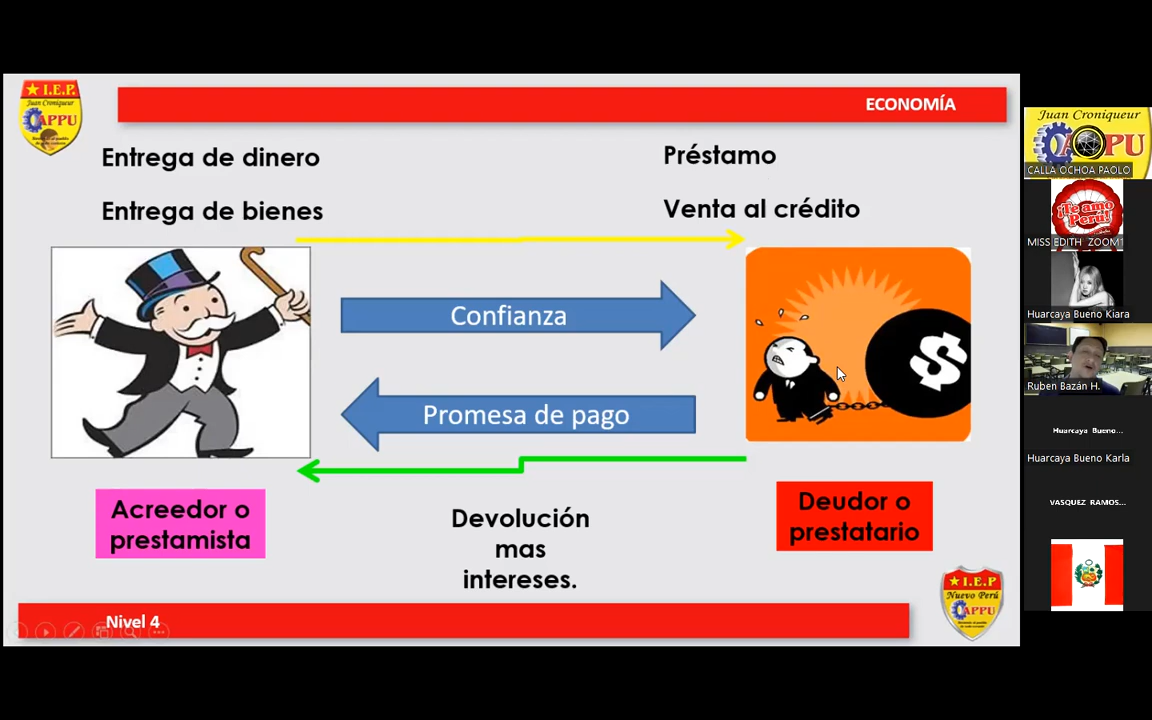 I.E.P.
Juan Croniqueur
APPU
ECONOMÍA
Entrega de dinero
Préstamo
Entrega de bienes
Venta al crédito
Confianza
$
Promesa de pago
Acreedor o
prestamista
Devolución
mas
intereses.
Deudor o
prestatario
I.E.P
Nuevo Perú
APPU
Nivel 4
Juan Croniqueur
PU
CALLA OCHOA PAOLO
¡Te amo
Perú!
MISS EDITH ZOOM1
Huarcaya Bueno Kiara
Ruben Bazán H.
Huarcaya Bueno...
Huarcaya Bueno Karla
VASQUEZ RAMOS...